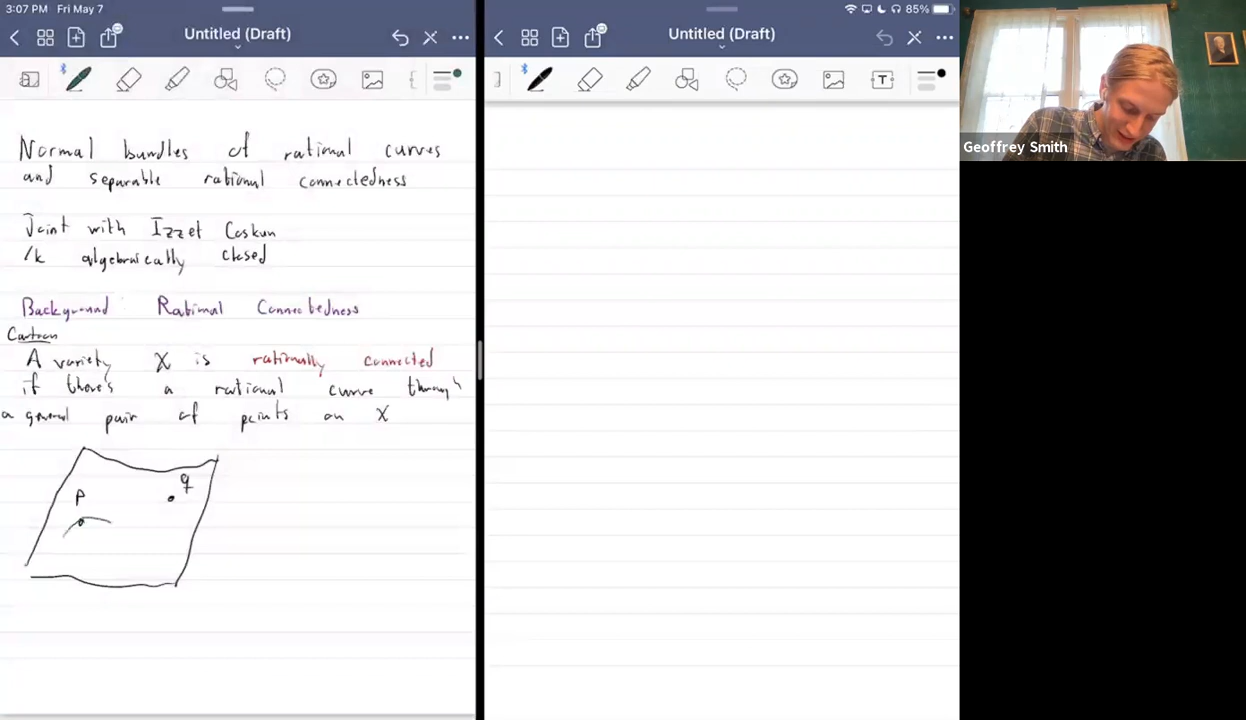 3:07 PM Fri May 7
85%
Untitled (Draft)
Untitled (Draft)
T
Normal bundles of rational curves
and separable rational connectedness
Joint with Izzet Coskun
/k algebraically closed
Background Rational Connectedness
Cartoon
A variety X is rationally connected
if there's a rational curve through
a general pair of points on X
p
q
Geoffrey Smith